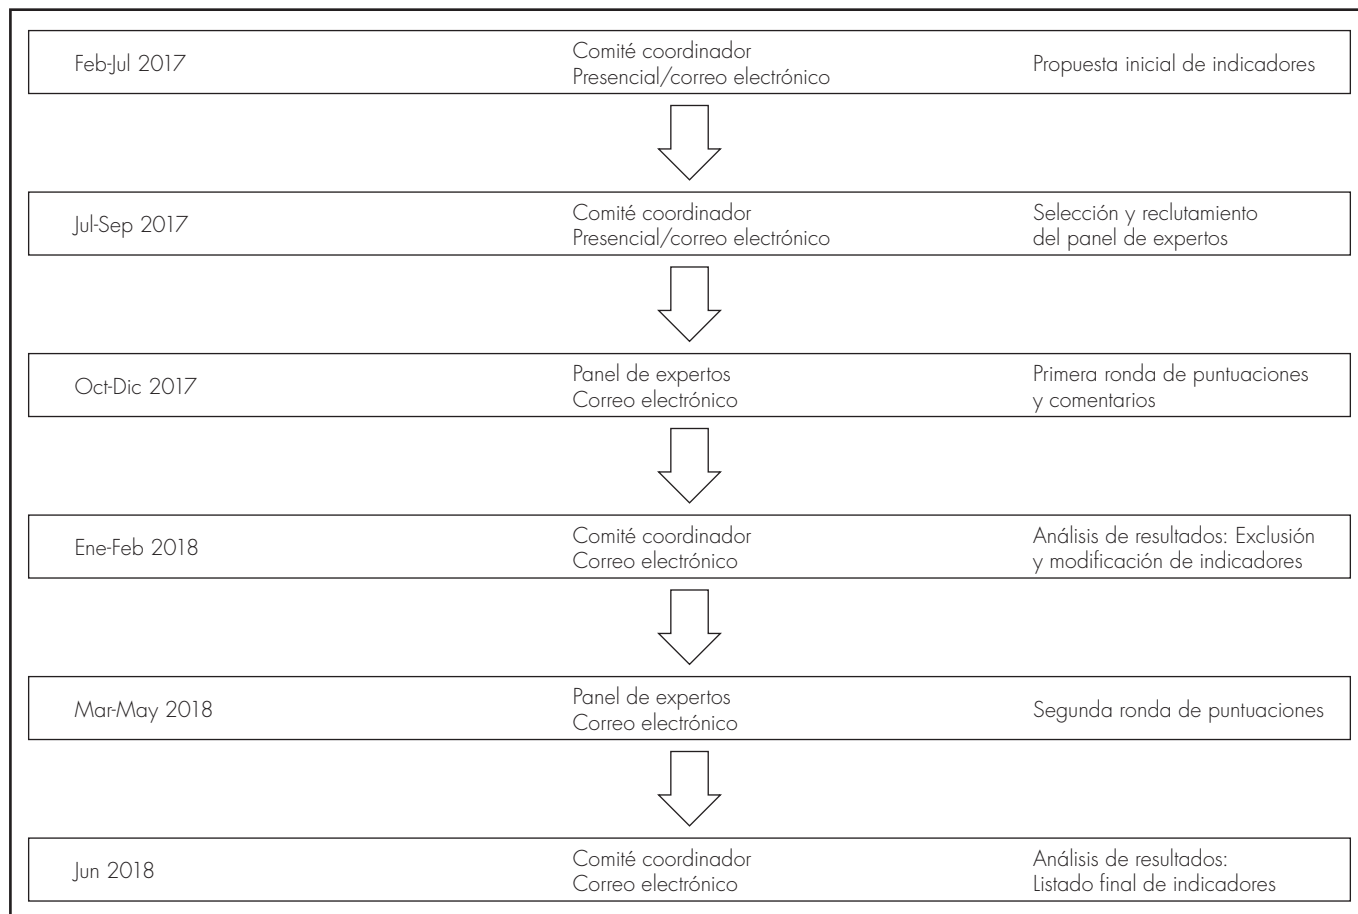 Feb-Jul 2017
Comité coordinador
Presencial/correo electrónico
Propuesta inicial de indicadores
Jul-Sep 2017
Comité coordinador
Presencial/correo electrónico
Selección y reclutamiento
del panel de expertos
Oct-Dic 2017
Panel de expertos
Correo electrónico
Primera ronda de puntuaciones
y comentarios
Ene-Feb 2018
Comité coordinador
Correo electrónico
Análisis de resultados: Exclusión
y modificación de indicadores
Mar-May 2018
Panel de expertos
Correo electrónico
Segunda ronda de puntuaciones
Jun 2018
Comité coordinador
Correo electrónico
Análisis de resultados:
Listado final de indicadores